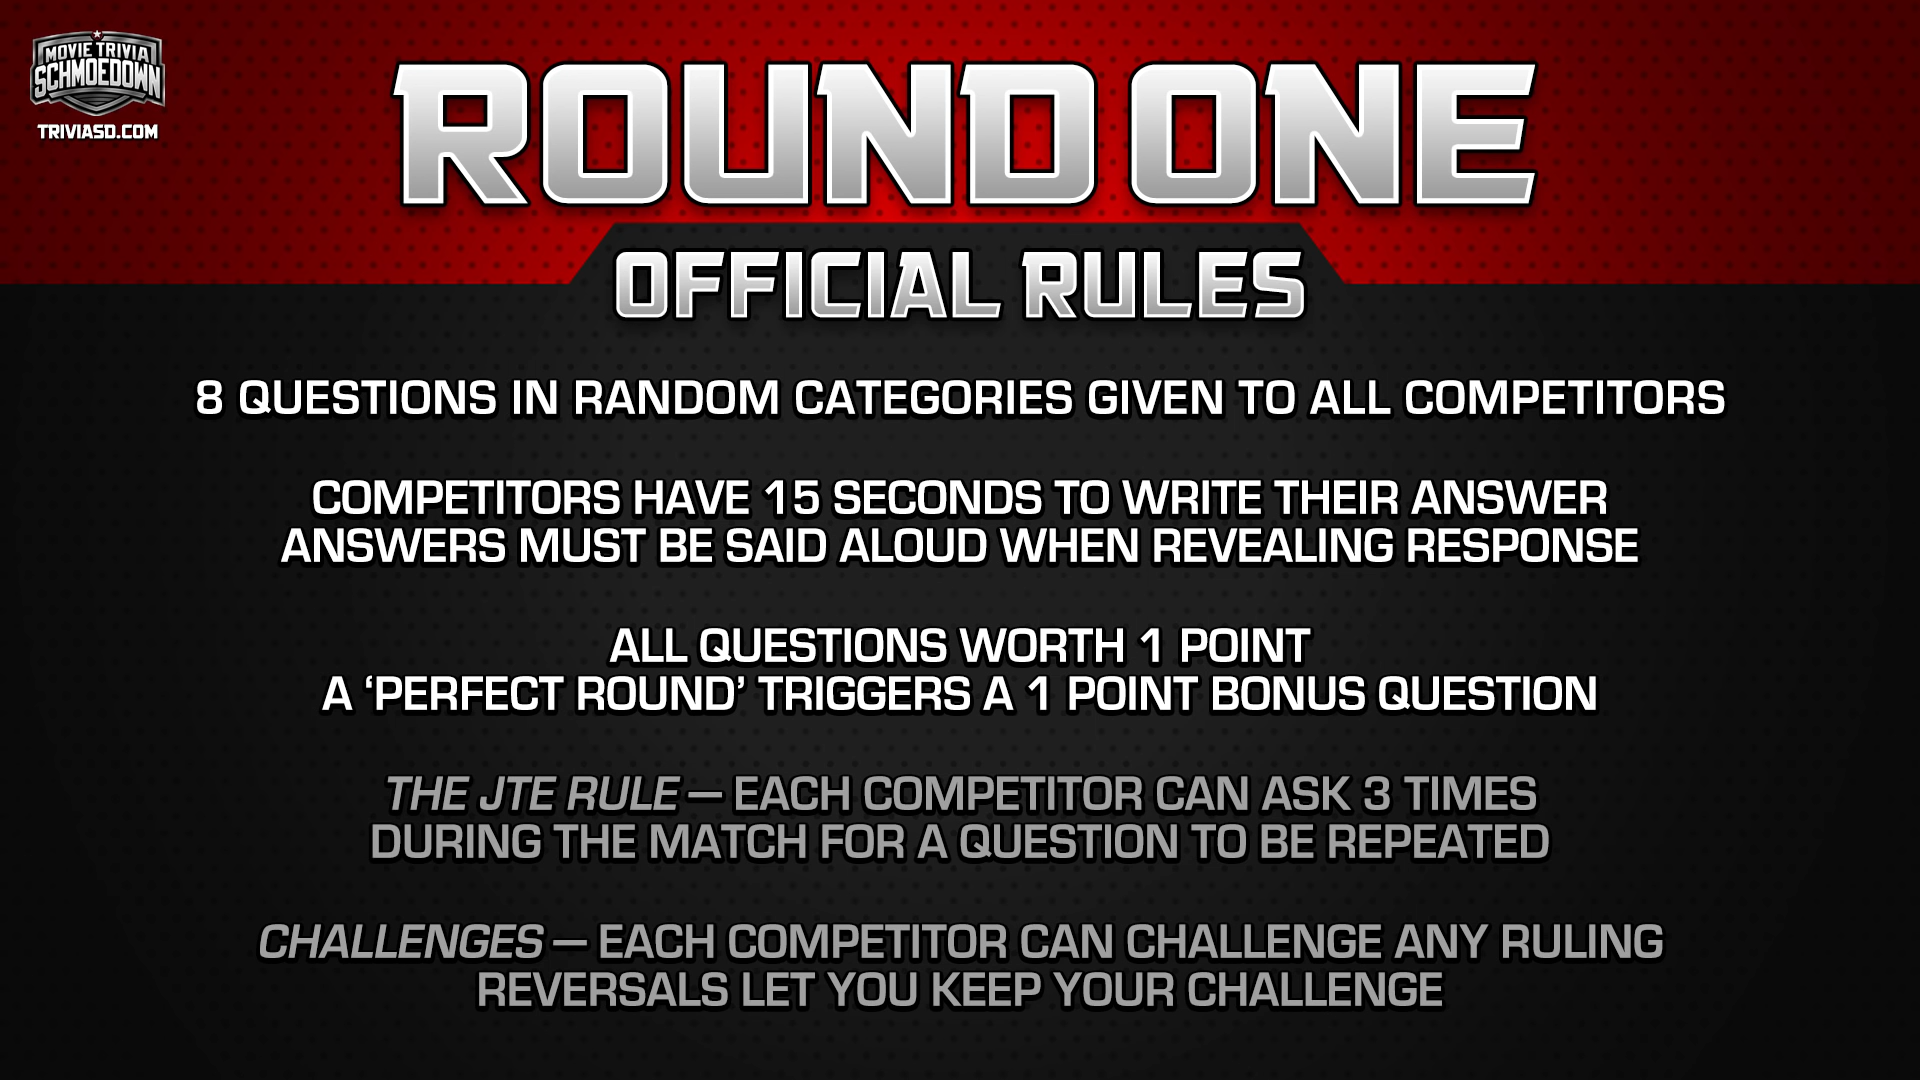 MOVIE TRIVIA
SCHMOEDOWN
TRIVIASD.COM
ROUND ONE
OFFICIAL RULES
8 QUESTIONS IN RANDOM CATEGORIES GIVEN TO ALL COMPETITORS
COMPETITORS HAVE 15 SECONDS TO WRITE THEIR ANSWER
ANSWERS MUST BE SAID ALOUD WHEN REVEALING RESPONSE
ALL QUESTIONS WORTH 1 POINT
A ‘PERFECT ROUND’ TRIGGERS A 1 POINT BONUS QUESTION
THE JTE RULE — EACH COMPETITOR CAN ASK 3 TIMES
DURING THE MATCH FOR A QUESTION TO BE REPEATED
CHALLENGES — EACH COMPETITOR CAN CHALLENGE ANY RULING
REVERSALS LET YOU KEEP YOUR CHALLENGE